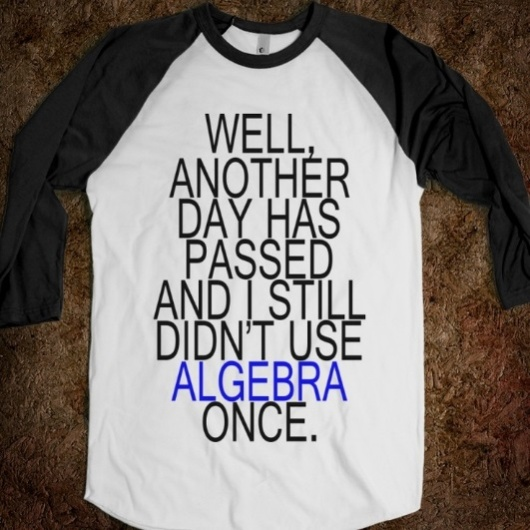 WELL,
ANOTHER
DAY HAS
PASSED
AND I STILL
DIDN'T USE
ALGEBRA
ONCE.